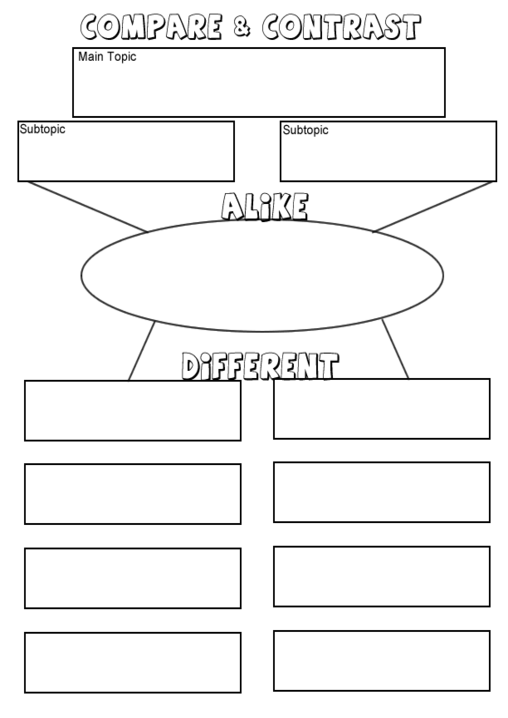 COMPARE & CONTRAST
Main Topic
Subtopic
Subtopic
ALiKE
DiFFERENT